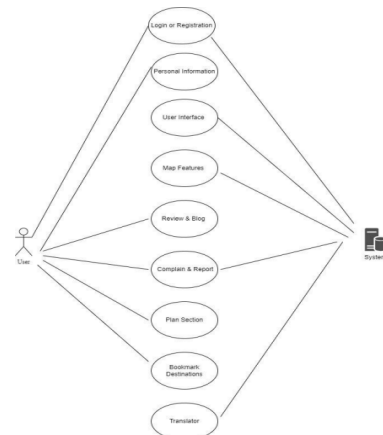 Login or Registration
Personal Information
User Interface
Map Features
Review & Blog
User
System
Complain & Report
Plan Section
Bookmark
Destinations
Translator